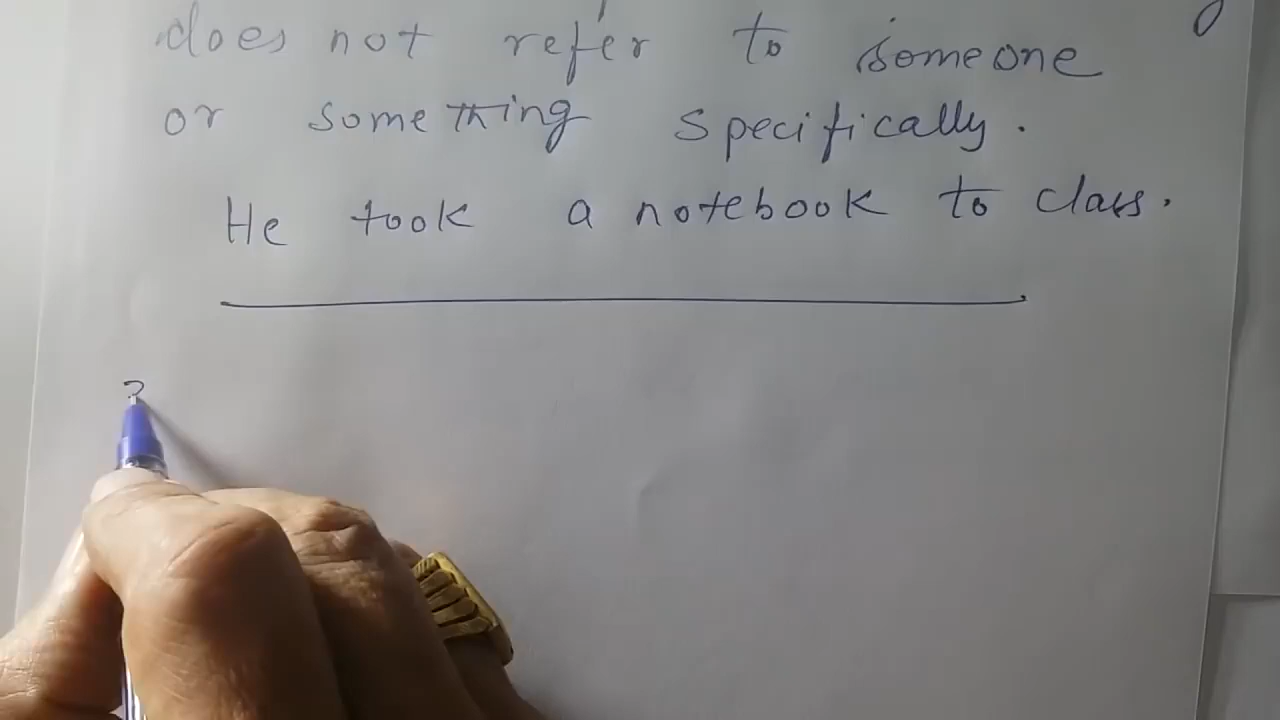 does not refer to someone
or something specifically.
He took a notebook to class.